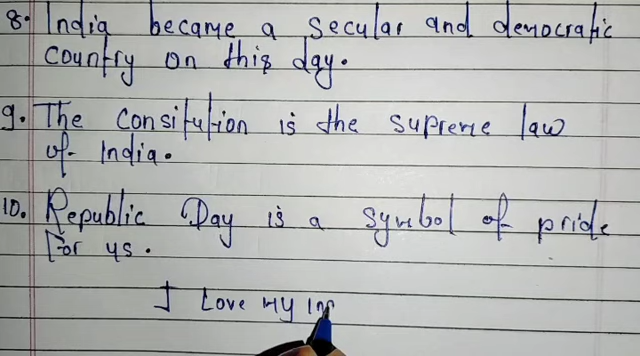 8. India became a secular and democratic
country on this day.
9. The Consitution is the supreme law
of India.
10. Republic Day is a symbol of pride
For us.
I Love My In